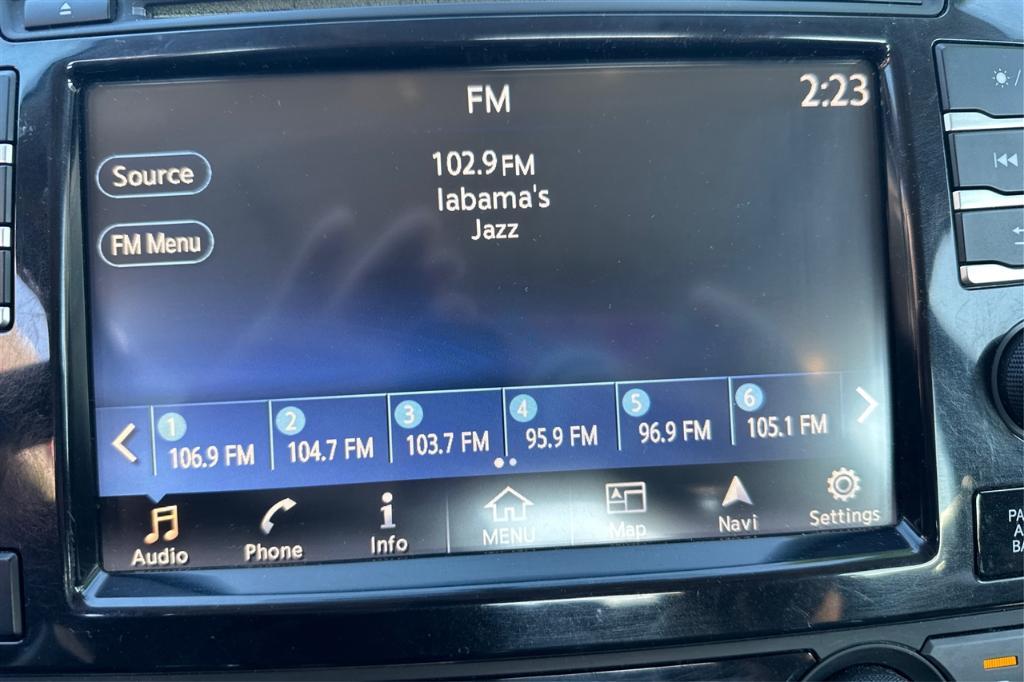 FM
2:23
Source
102.9 FM
labama's
Jazz
FM Menu
1
106.9 FM
2
104.7 FM
3
103.7 FM
4
95.9 FM
5
96.9 FM
6
105.1 FM
Audio
Phone
Info
MENU
Map
Navi
Settings
PA
A
BA